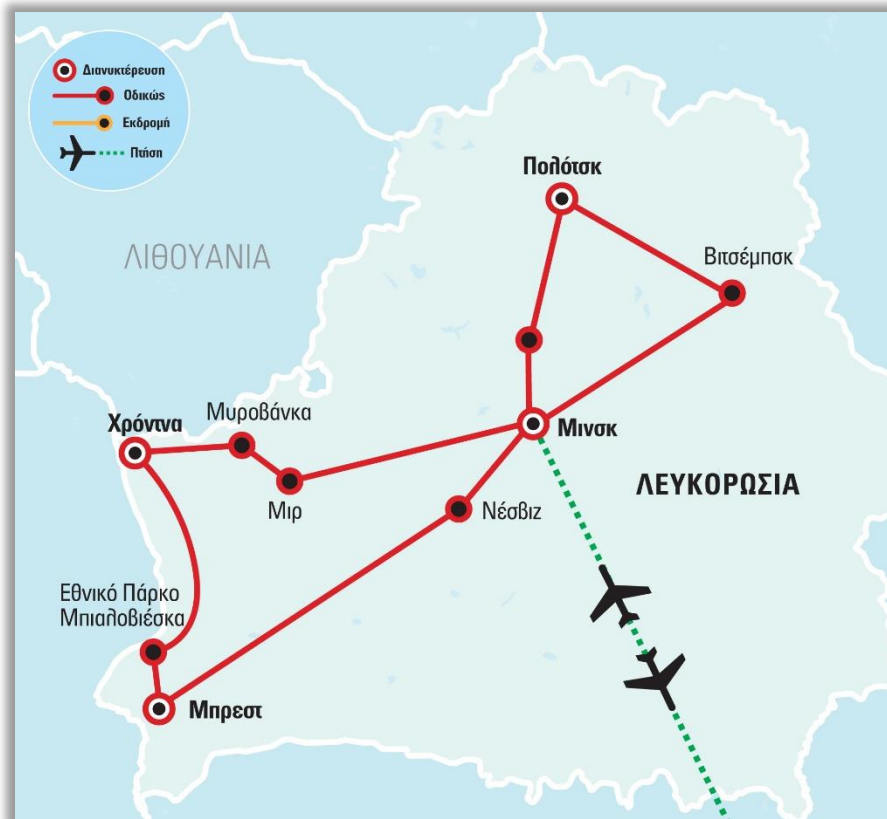 Διανυκτέρευση
Οδικώς
Εκδρομή
Πτήση
Πολότσκ
ΛΙΘΟΥΑΝΙΑ
Βιτσέμπσκ
Μυροβάνκα
Χρόντνα
Μινσκ
ΛΕΥΚΟΡΩΣΙΑ
Μιρ
Νέσβιζ
Εθνικό Πάρκο
Μπιαλοβιέσκα
Μπρεστ